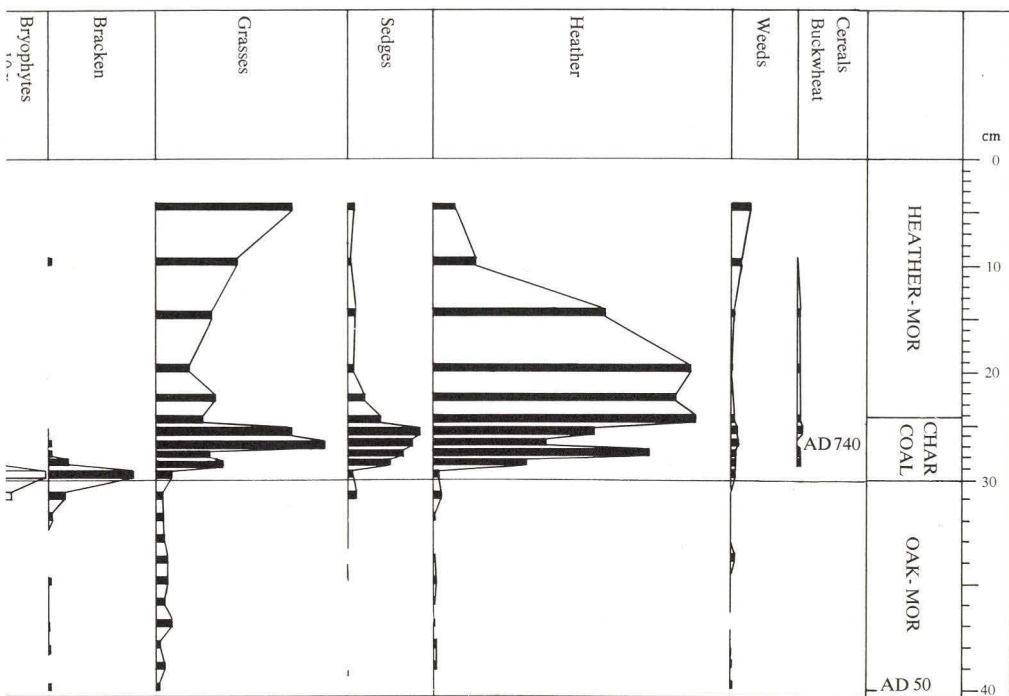 Bryophytes
Bracken
Grasses
Sedges
Heather
Weeds
Cereals
Buckwheat
cm
0
10
20
30
40
HEATHER-MOR
CHAR
COAL
OAK-MOR
AD 740
AD 50